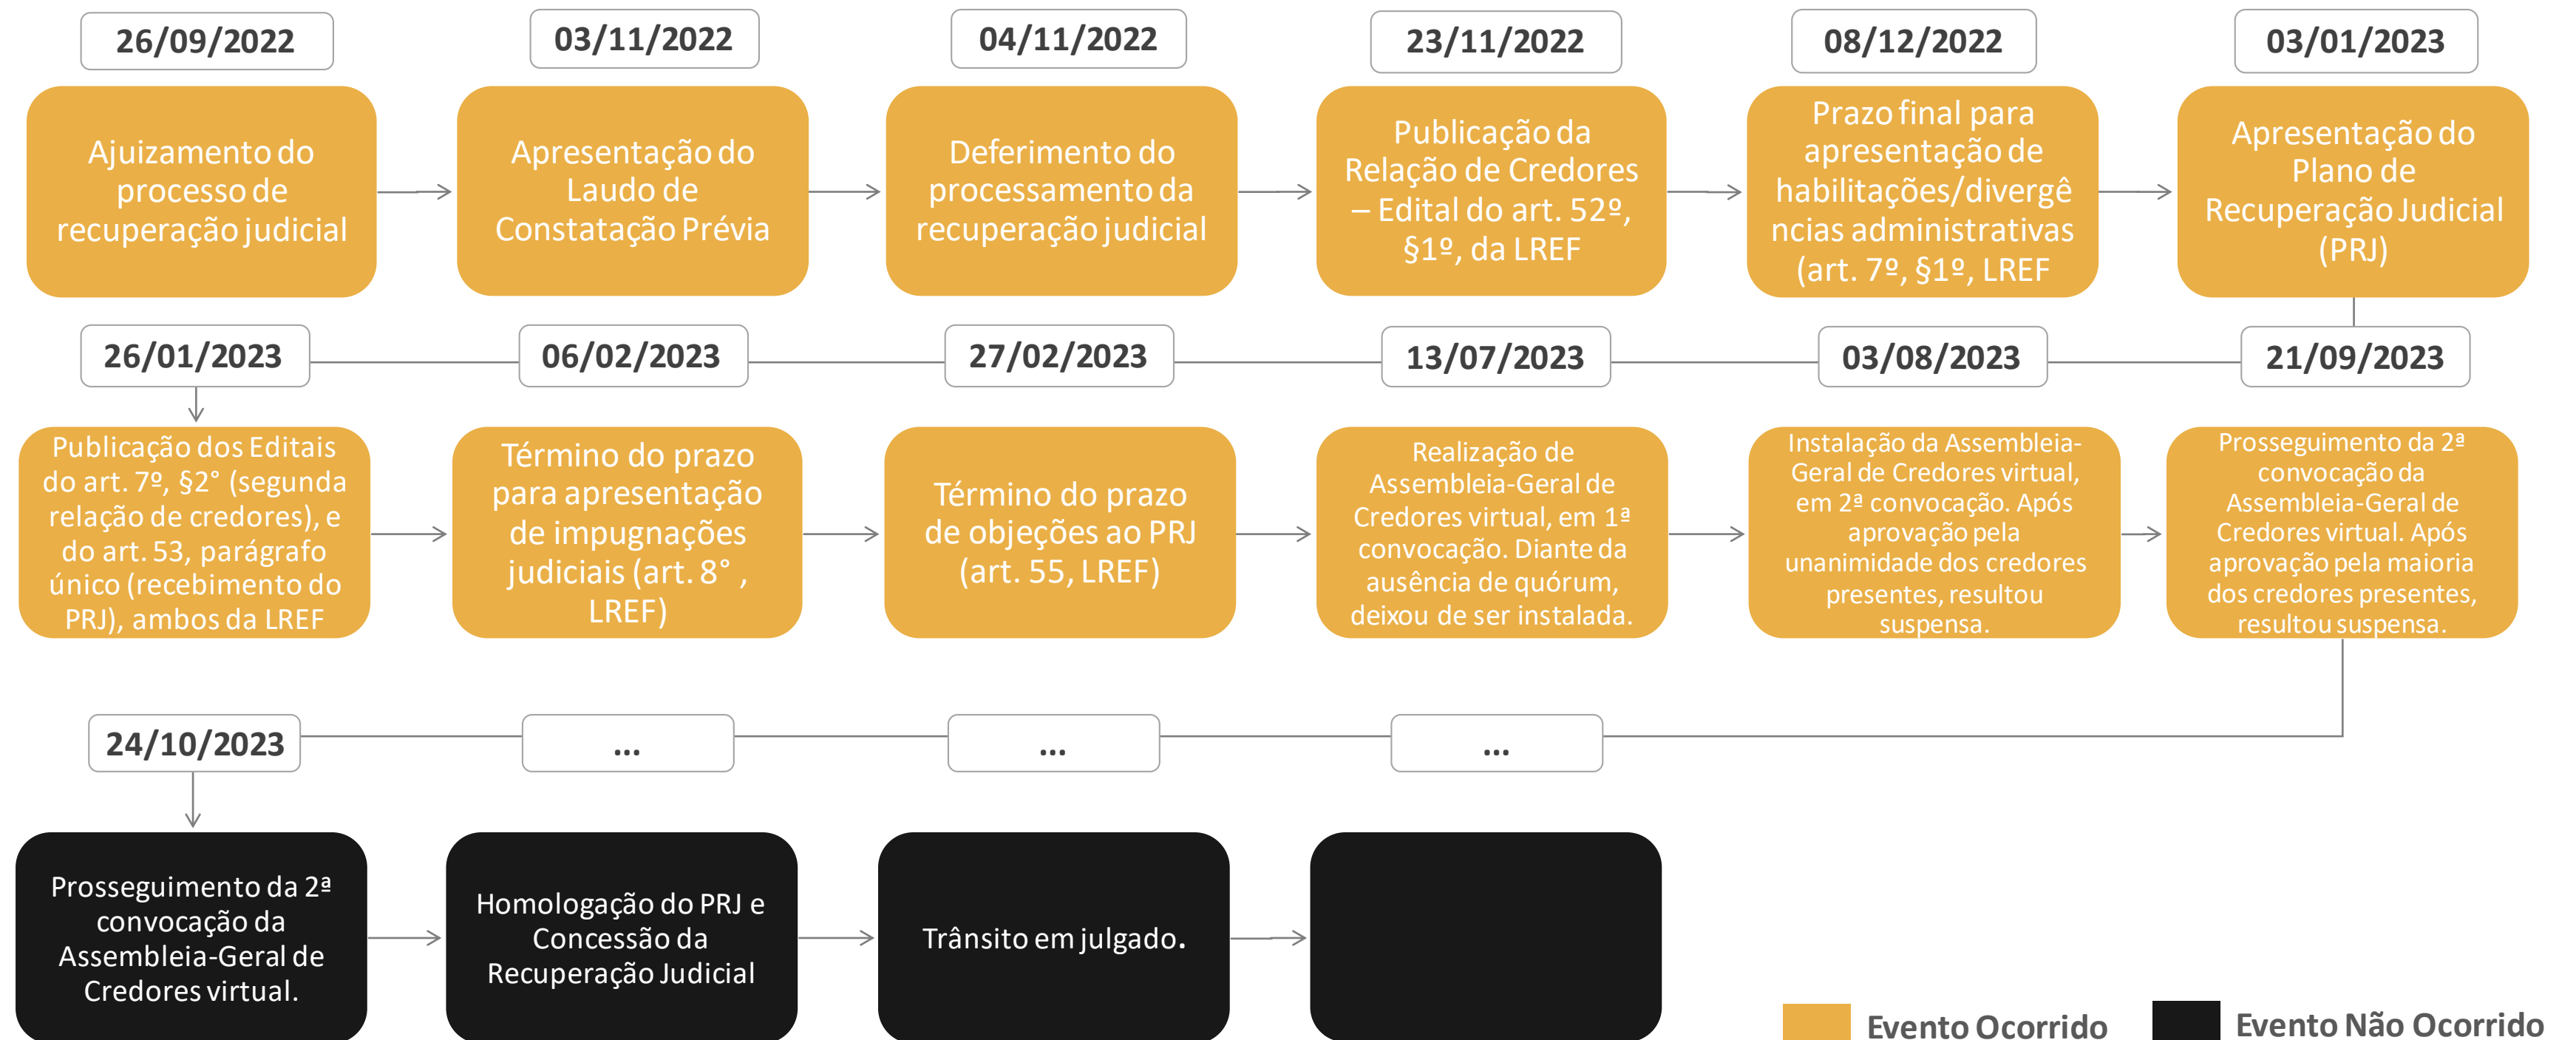 26/09/2022
03/11/2022
04/11/2022
23/11/2022
08/12/2022
03/01/2023
Ajuizamento do
processo de
recuperação judicial
Apresentação do
Laudo de
Constatação Prévia
Deferimento do
processamento da
recuperação judicial
Publicação da
Relação de Credores
– Edital do art. 52º,
§1º, da LREF
Prazo final para
apresentação de
habilitações/divergê
ncias administrativas
(art. 7º, §1º, LREF
Apresentação do
Plano de
Recuperação Judicial
(PRJ)
26/01/2023
06/02/2023
27/02/2023
13/07/2023
03/08/2023
21/09/2023
Publicação dos Editais
do art. 7º, §2° (segunda
relação de credores), e
do art. 53, parágrafo
único (recebimento do
PRJ), ambos da LREF
Término do prazo
para apresentação
de impugnações
judiciais (art. 8° ,
LREF)
Término do prazo
de objeções ao PRJ
(art. 55, LREF)
Realização de
Assembleia-Geral de
Credores virtual, em 1ª
convocação. Diante da
ausência de quórum,
deixou de ser instalada.
Instalação da Assembleia-
Geral de Credores virtual,
em 2ª convocação. Após
aprovação pela
unanimidade dos credores
presentes, resultou
suspensa.
Prosseguimento da 2ª
convocação da
Assembleia-Geral de
Credores virtual. Após
aprovação pela maioria
dos credores presentes,
resultou suspensa.
24/10/2023
...
...
...
Prosseguimento da 2ª
convocação da
Assembleia-Geral de
Credores virtual.
Homologação do PRJ e
Concessão da
Recuperação Judicial
Trânsito em julgado.
Evento Ocorrido
Evento Não Ocorrido